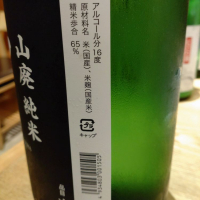 アルコール分16度
原材料名 米(国産)、米麹(国産米)
精米歩合 65%
山廃 純米
キャップ